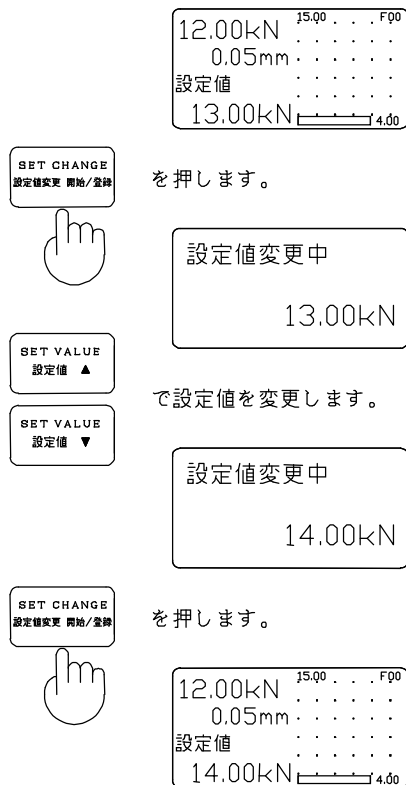 12.00kN 15.00 F00
0.05mm
設定値
13.00kN 4.00
SET CHANGE
設定値変更 開始/登録
を押します。
設定値変更中
13.00kN
SET VALUE
設定値 ▲
で設定値を変更します。
SET VALUE
設定値 ▼
設定値変更中
14.00kN
SET CHANGE
設定値変更 開始/登録
を押します。
12.00kN 15.00 F00
0.05mm
設定値
14.00kN 4.00